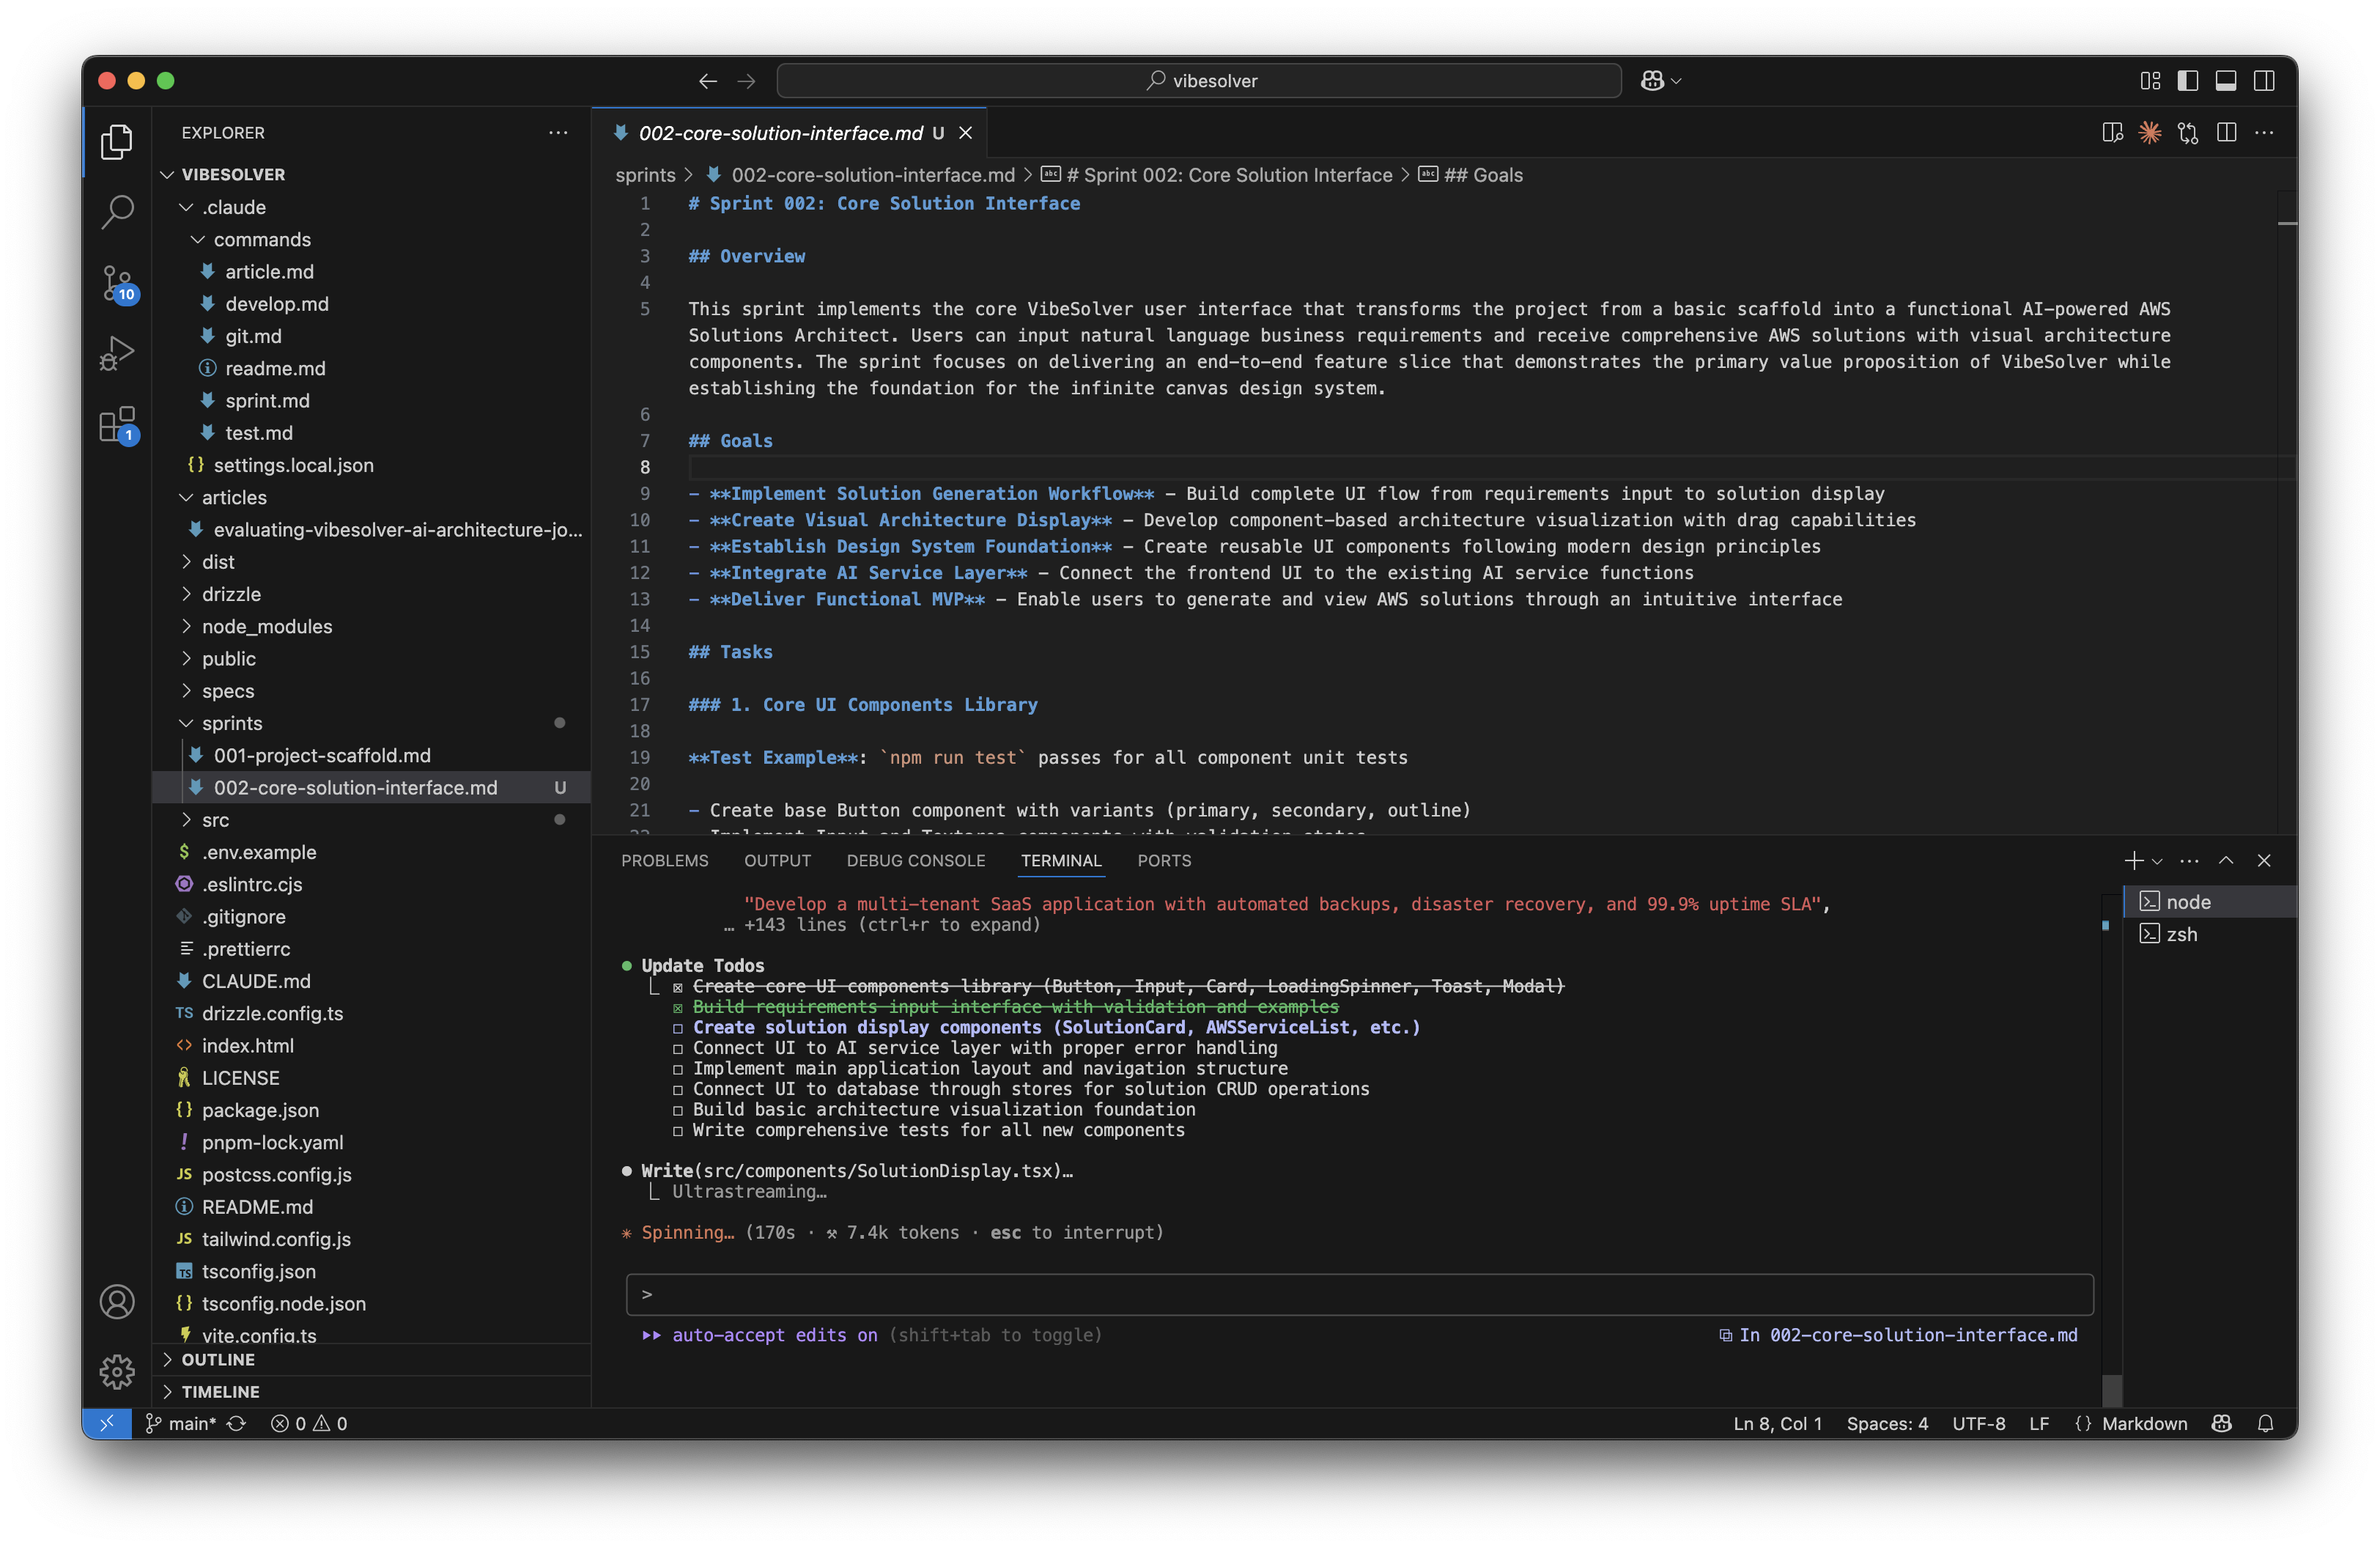 vibesolver
EXPLORER
VIBESOLVER
.claude
commands
article.md
develop.md
git.md
readme.md
sprint.md
test.md
{} settings.local.json
articles
evaluating-vibesolver-ai-architecture-jo...
dist
drizzle
node_modules
public
specs
sprints
001-project-scaffold.md
002-core-solution-interface.md U
src
$ .env.example
.eslintrc.cjs
.gitignore
.prettierrc
CLAUDE.md
TS drizzle.config.ts
<> index.html
LICENSE
{} package.json
! pnpm-lock.yaml
JS postcss.config.js
README.md
JS tailwind.config.js
TS tsconfig.json
{} tsconfig.node.json
vite.config.ts
OUTLINE
TIMELINE
10
1
002-core-solution-interface.md U
sprints > 002-core-solution-interface.md > abc # Sprint 002: Core Solution Interface > abc ## Goals
1 # Sprint 002: Core Solution Interface
2
3 ## Overview
4
5 This sprint implements the core VibeSolver user interface that transforms the project from a basic scaffold into a functional AI-powered AWS
Solutions Architect. Users can input natural language business requirements and receive comprehensive AWS solutions with visual architecture
components. The sprint focuses on delivering an end-to-end feature slice that demonstrates the primary value proposition of VibeSolver while
establishing the foundation for the infinite canvas design system.
6
7 ## Goals
8
9 - **Implement Solution Generation Workflow** - Build complete UI flow from requirements input to solution display
10 - **Create Visual Architecture Display** - Develop component-based architecture visualization with drag capabilities
11 - **Establish Design System Foundation** - Create reusable UI components following modern design principles
12 - **Integrate AI Service Layer** - Connect the frontend UI to the existing AI service functions
13 - **Deliver Functional MVP** - Enable users to generate and view AWS solutions through an intuitive interface
14
15 ## Tasks
16
17 ### 1. Core UI Components Library
18
19 **Test Example**: `npm run test` passes for all component unit tests
20
21 - Create base Button component with variants (primary, secondary, outline)
PROBLEMS OUTPUT DEBUG CONSOLE TERMINAL PORTS
"Develop a multi-tenant SaaS application with automated backups, disaster recovery, and 99.9% uptime SLA",
… +143 lines (ctrl+r to expand)
● Update Todos
⎿ ☒ Create core UI components library (Button, Input, Card, LoadingSpinner, Toast, Modal)
☒ Build requirements input interface with validation and examples
☐ Create solution display components (SolutionCard, AWSServiceList, etc.)
☐ Connect UI to AI service layer with proper error handling
☐ Implement main application layout and navigation structure
☐ Connect UI to database through stores for solution CRUD operations
☐ Build basic architecture visualization foundation
☐ Write comprehensive tests for all new components
● Write(src/components/SolutionDisplay.tsx)…
⎿ Ultrastreaming…
✳ Spinning… (170s · ⚒ 7.4k tokens · esc to interrupt)
>
⏵⏵ auto-accept edits on (shift+tab to toggle)
⧉ In 002-core-solution-interface.md
node
zsh
main* 0 0
Ln 8, Col 1 Spaces: 4 UTF-8 LF {} Markdown